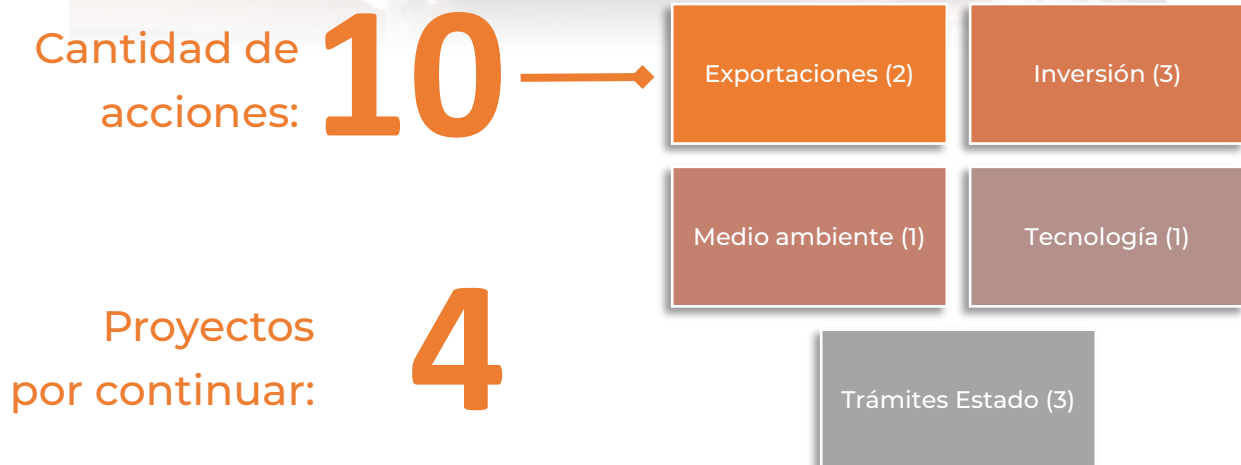 Cantidad de
acciones:
10
Exportaciones (2)
Inversión (3)
Medio ambiente (1)
Tecnología (1)
Trámites Estado (3)
Proyectos
por continuar:
4